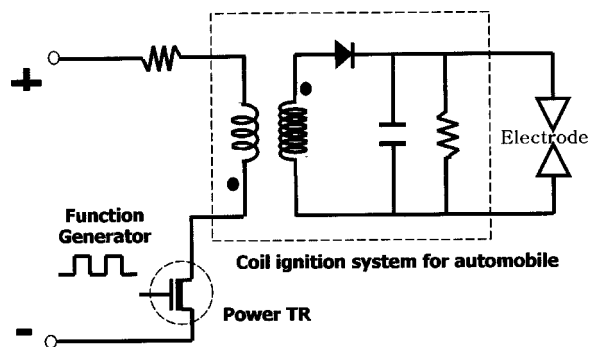 +
Electrode
Function
Generator
Coil ignition system for automobile
Power TR
-